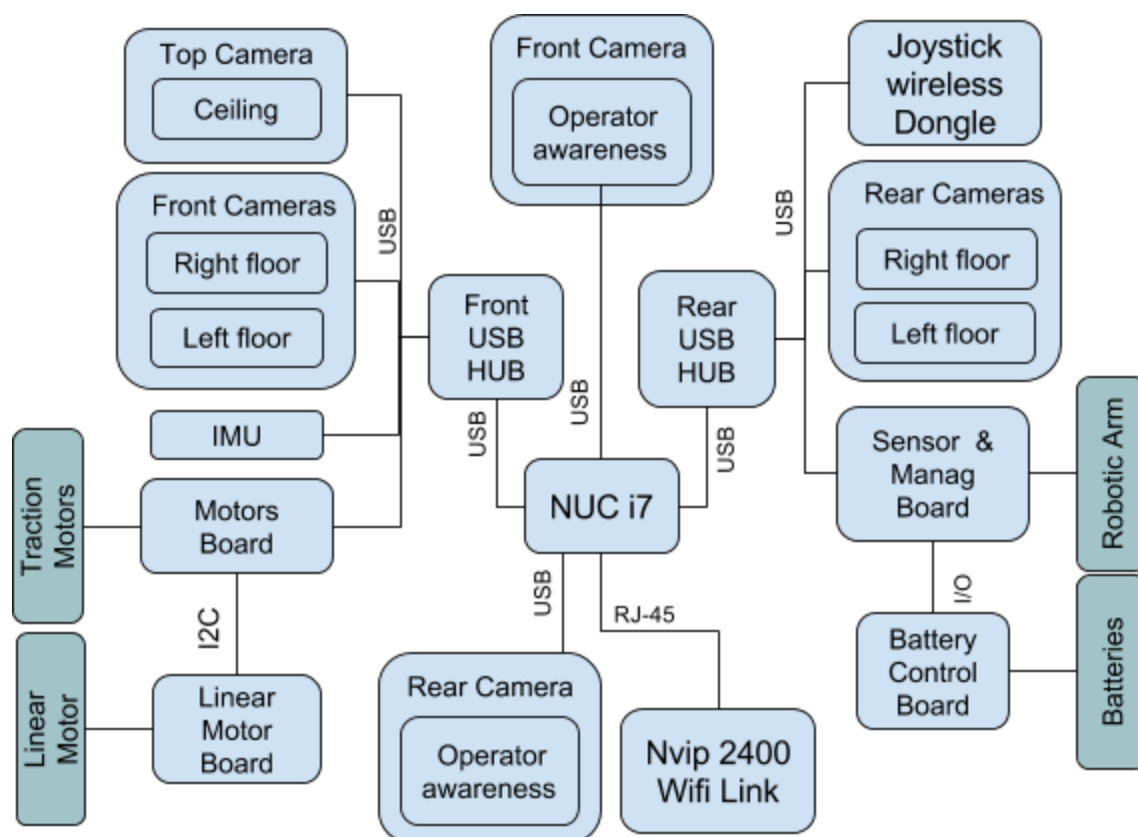 Top Camera
Ceiling
Front Cameras
Right floor
Left floor
IMU
Motors
Board
Traction
Motors
I2C
Linear
Motor
Linear
Motor
Board
USB
Front
USB
HUB
USB
Front Camera
Operator
awareness
USB
NUC i7
USB
RJ-45
Rear Camera
Operator
awareness
Nvip 2400
Wifi Link
Rear
USB
HUB
USB
USB
Joystick
wireless
Dongle
Rear Cameras
Right floor
Left floor
Sensor & 
Manag
Board
Robotic Arm
I/O
Battery
Control
Board
Batteries